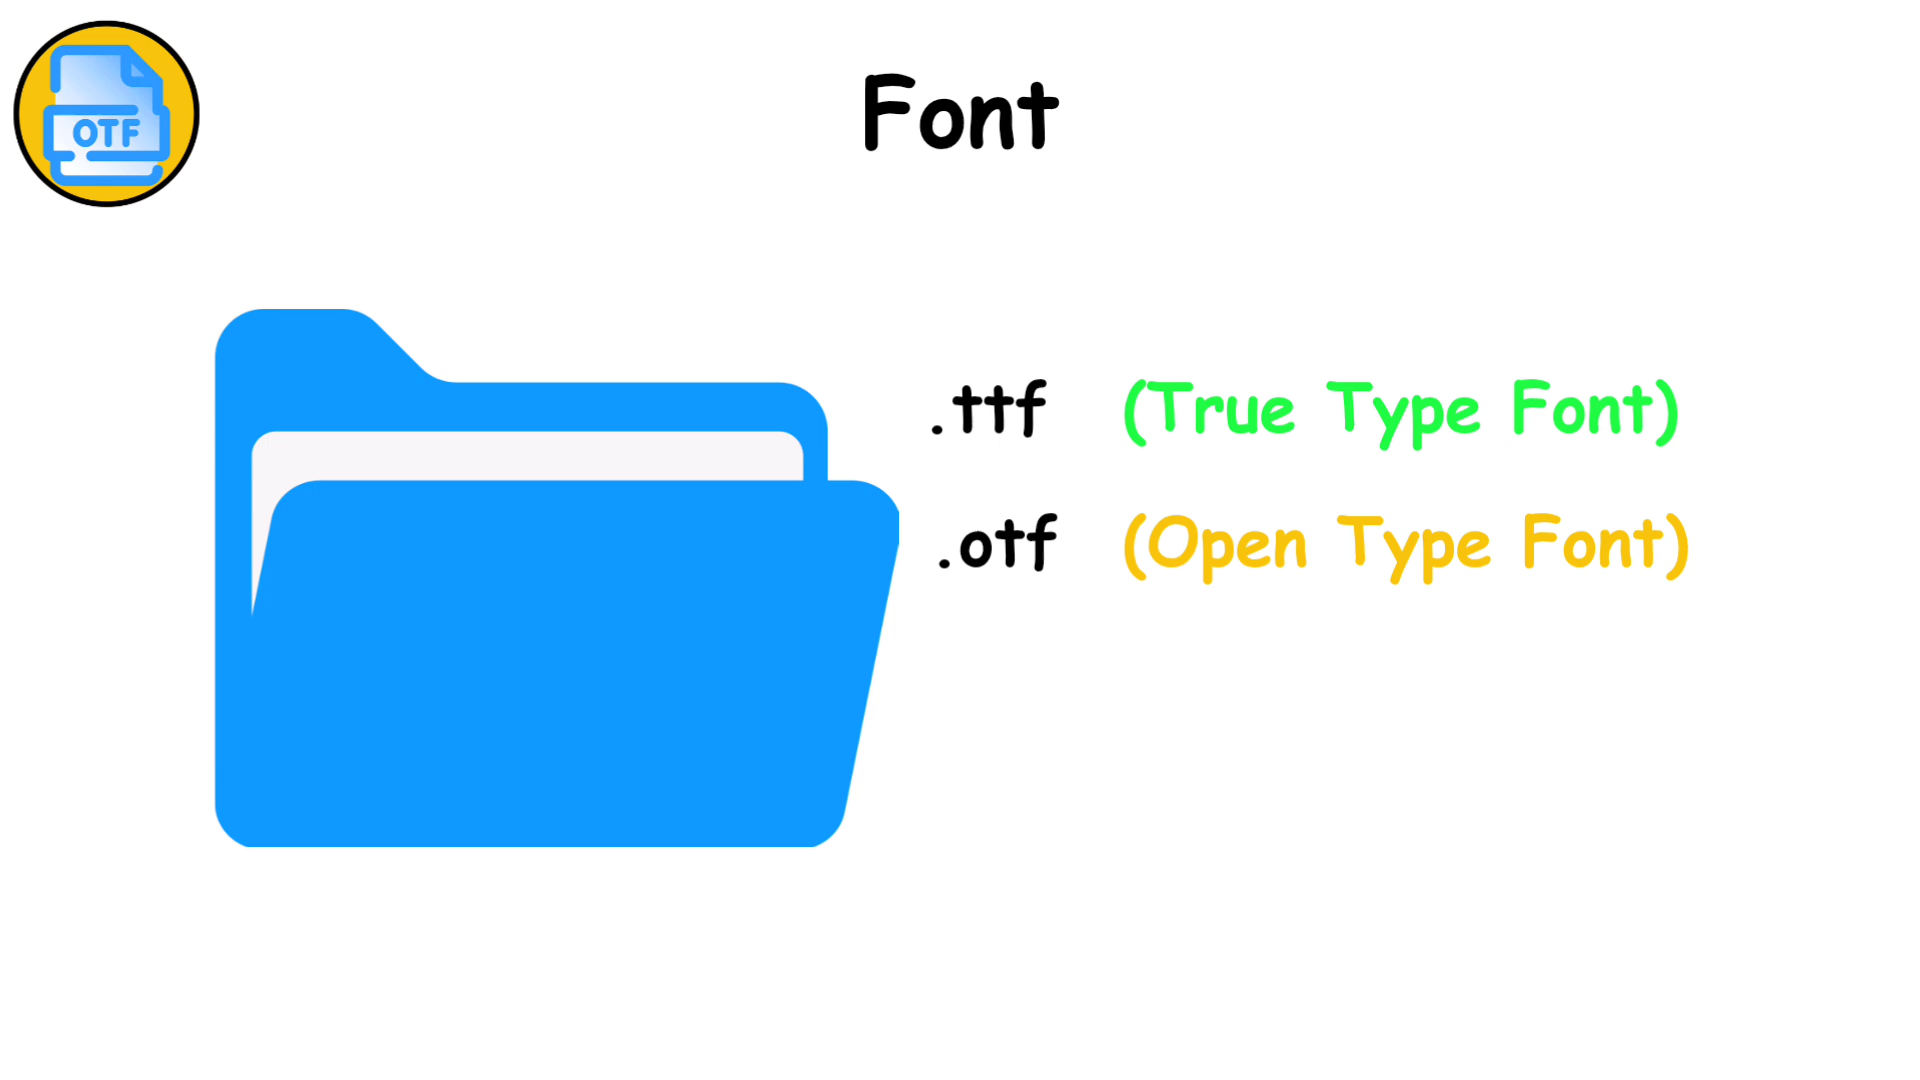 OTF
Font
.ttf (True Type Font)
.otf (Open Type Font)